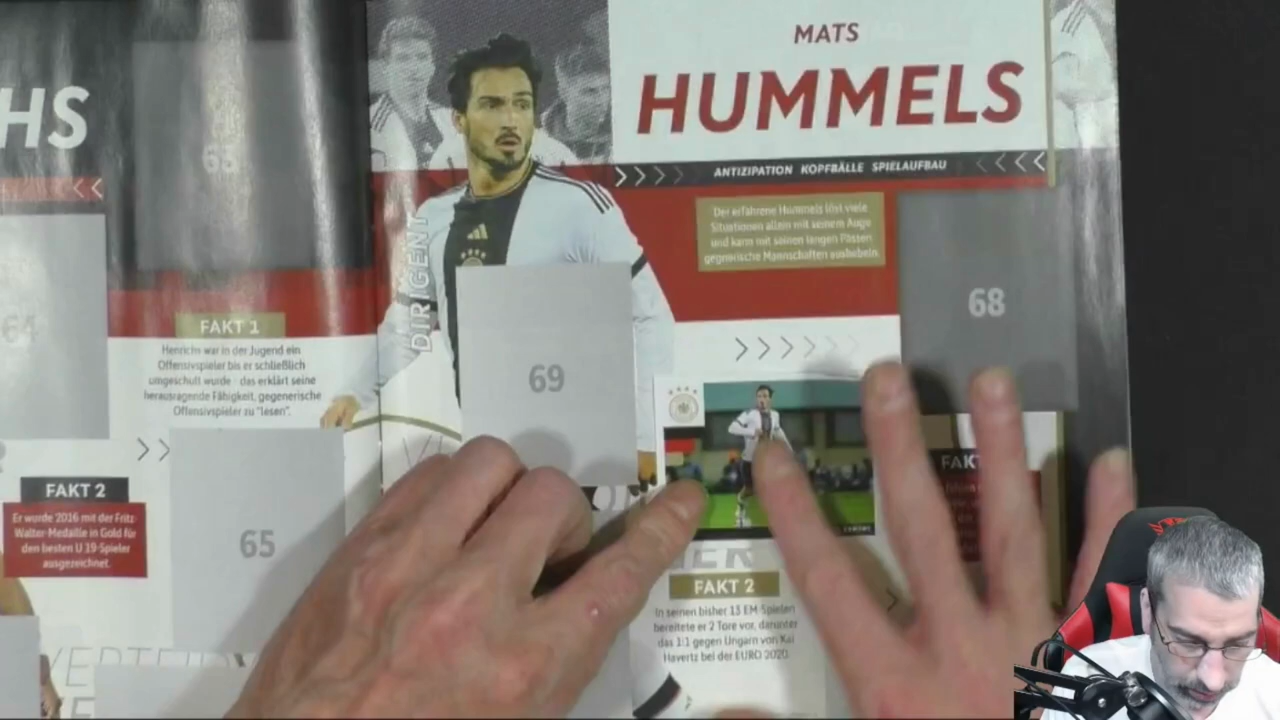 HS
63
64
FAKT 1
Henrichs war in der Jugend ein
Offensivspieler bis er schließlich
umgeschult wurde - das erklärt seine
herausragende Fähigkeit, gegenerische
Offensivspieler zu "lesen".
FAKT 2
Er wurde 2016 mit der Fritz
Walter-Medaille in Gold für
den besten U 19-Spieler
ausgezeichnet.
65
MATS
HUMMELS
ANTIZIPATION KOPFBÄLLE SPIELAUFBAU
DIRIGENT
Der erfahrene Hummels löst viele
Situationen allein mit seinem Auge
und kann mit seinen langen Pässen
gegnerische Mannschaften aushebeln.
68
69
FAKT
FAKT 2
In seinen bisher 13 EM-Spielen
bereitete er 2 Tore vor, darunter
das 1:1 gegen Ungarn von Kai
Havertz bei der EURO 2020.